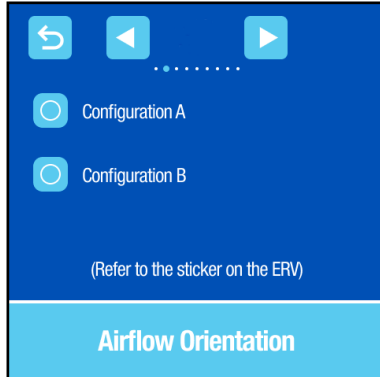 Configuration A
Configuration B
(Refer to the sticker on the ERV)
Airflow Orientation